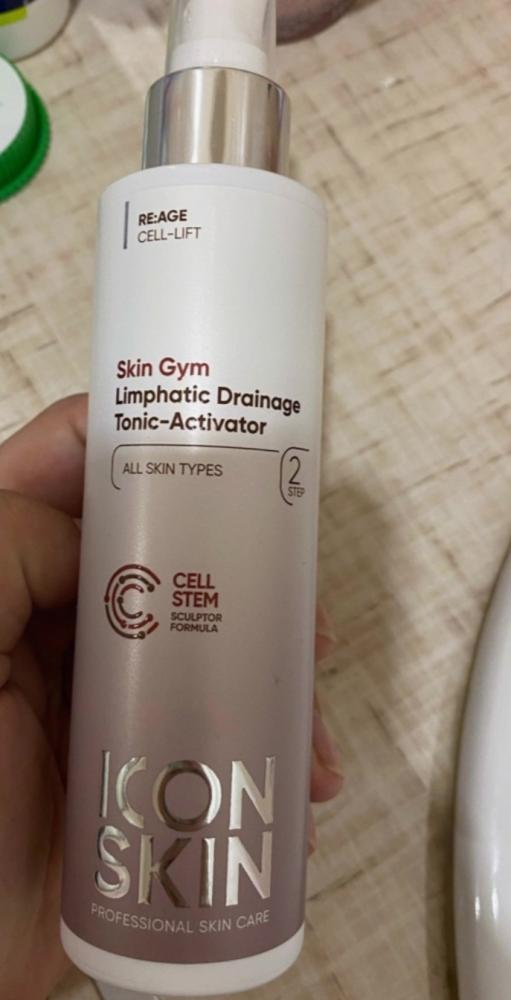 RE:AGE
CELL-LIFT
Skin Gym
Limphatic Drainage
Tonic-Activator
ALL SKIN TYPES
2
STEP
CELL
STEM
SCULPTOR
FORMULA
ICON
SKIN
PROFESSIONAL SKIN CARE